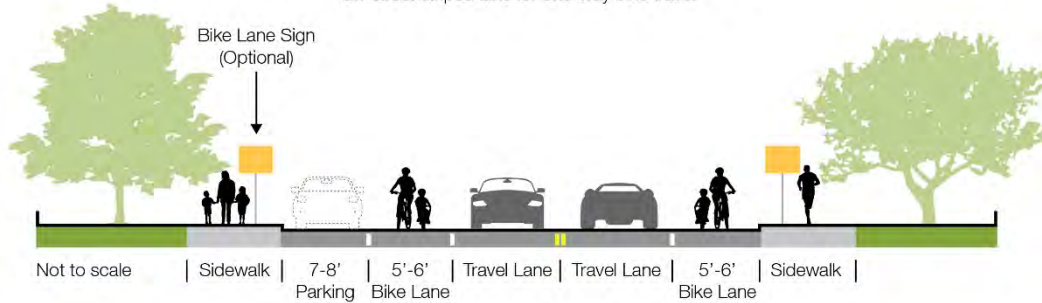 Bike Lane Sign
(Optional)
Not to scale
Sidewalk
7-8'
Parking
5'-6'
Bike Lane
Travel Lane
Travel Lane
5'-6'
Bike Lane
Sidewalk